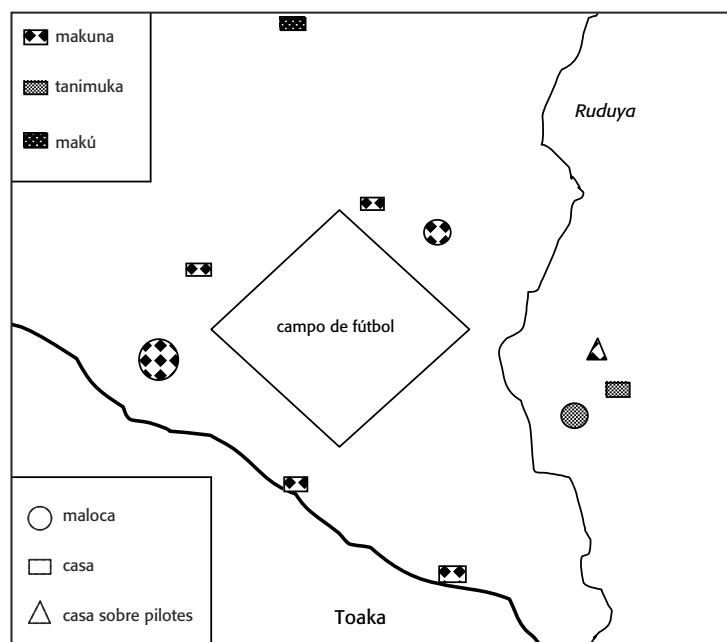 makuna
tanimuka
makú
Ruduya
campo de fútbol
maloca
casa
casa sobre pilotes
Toaka